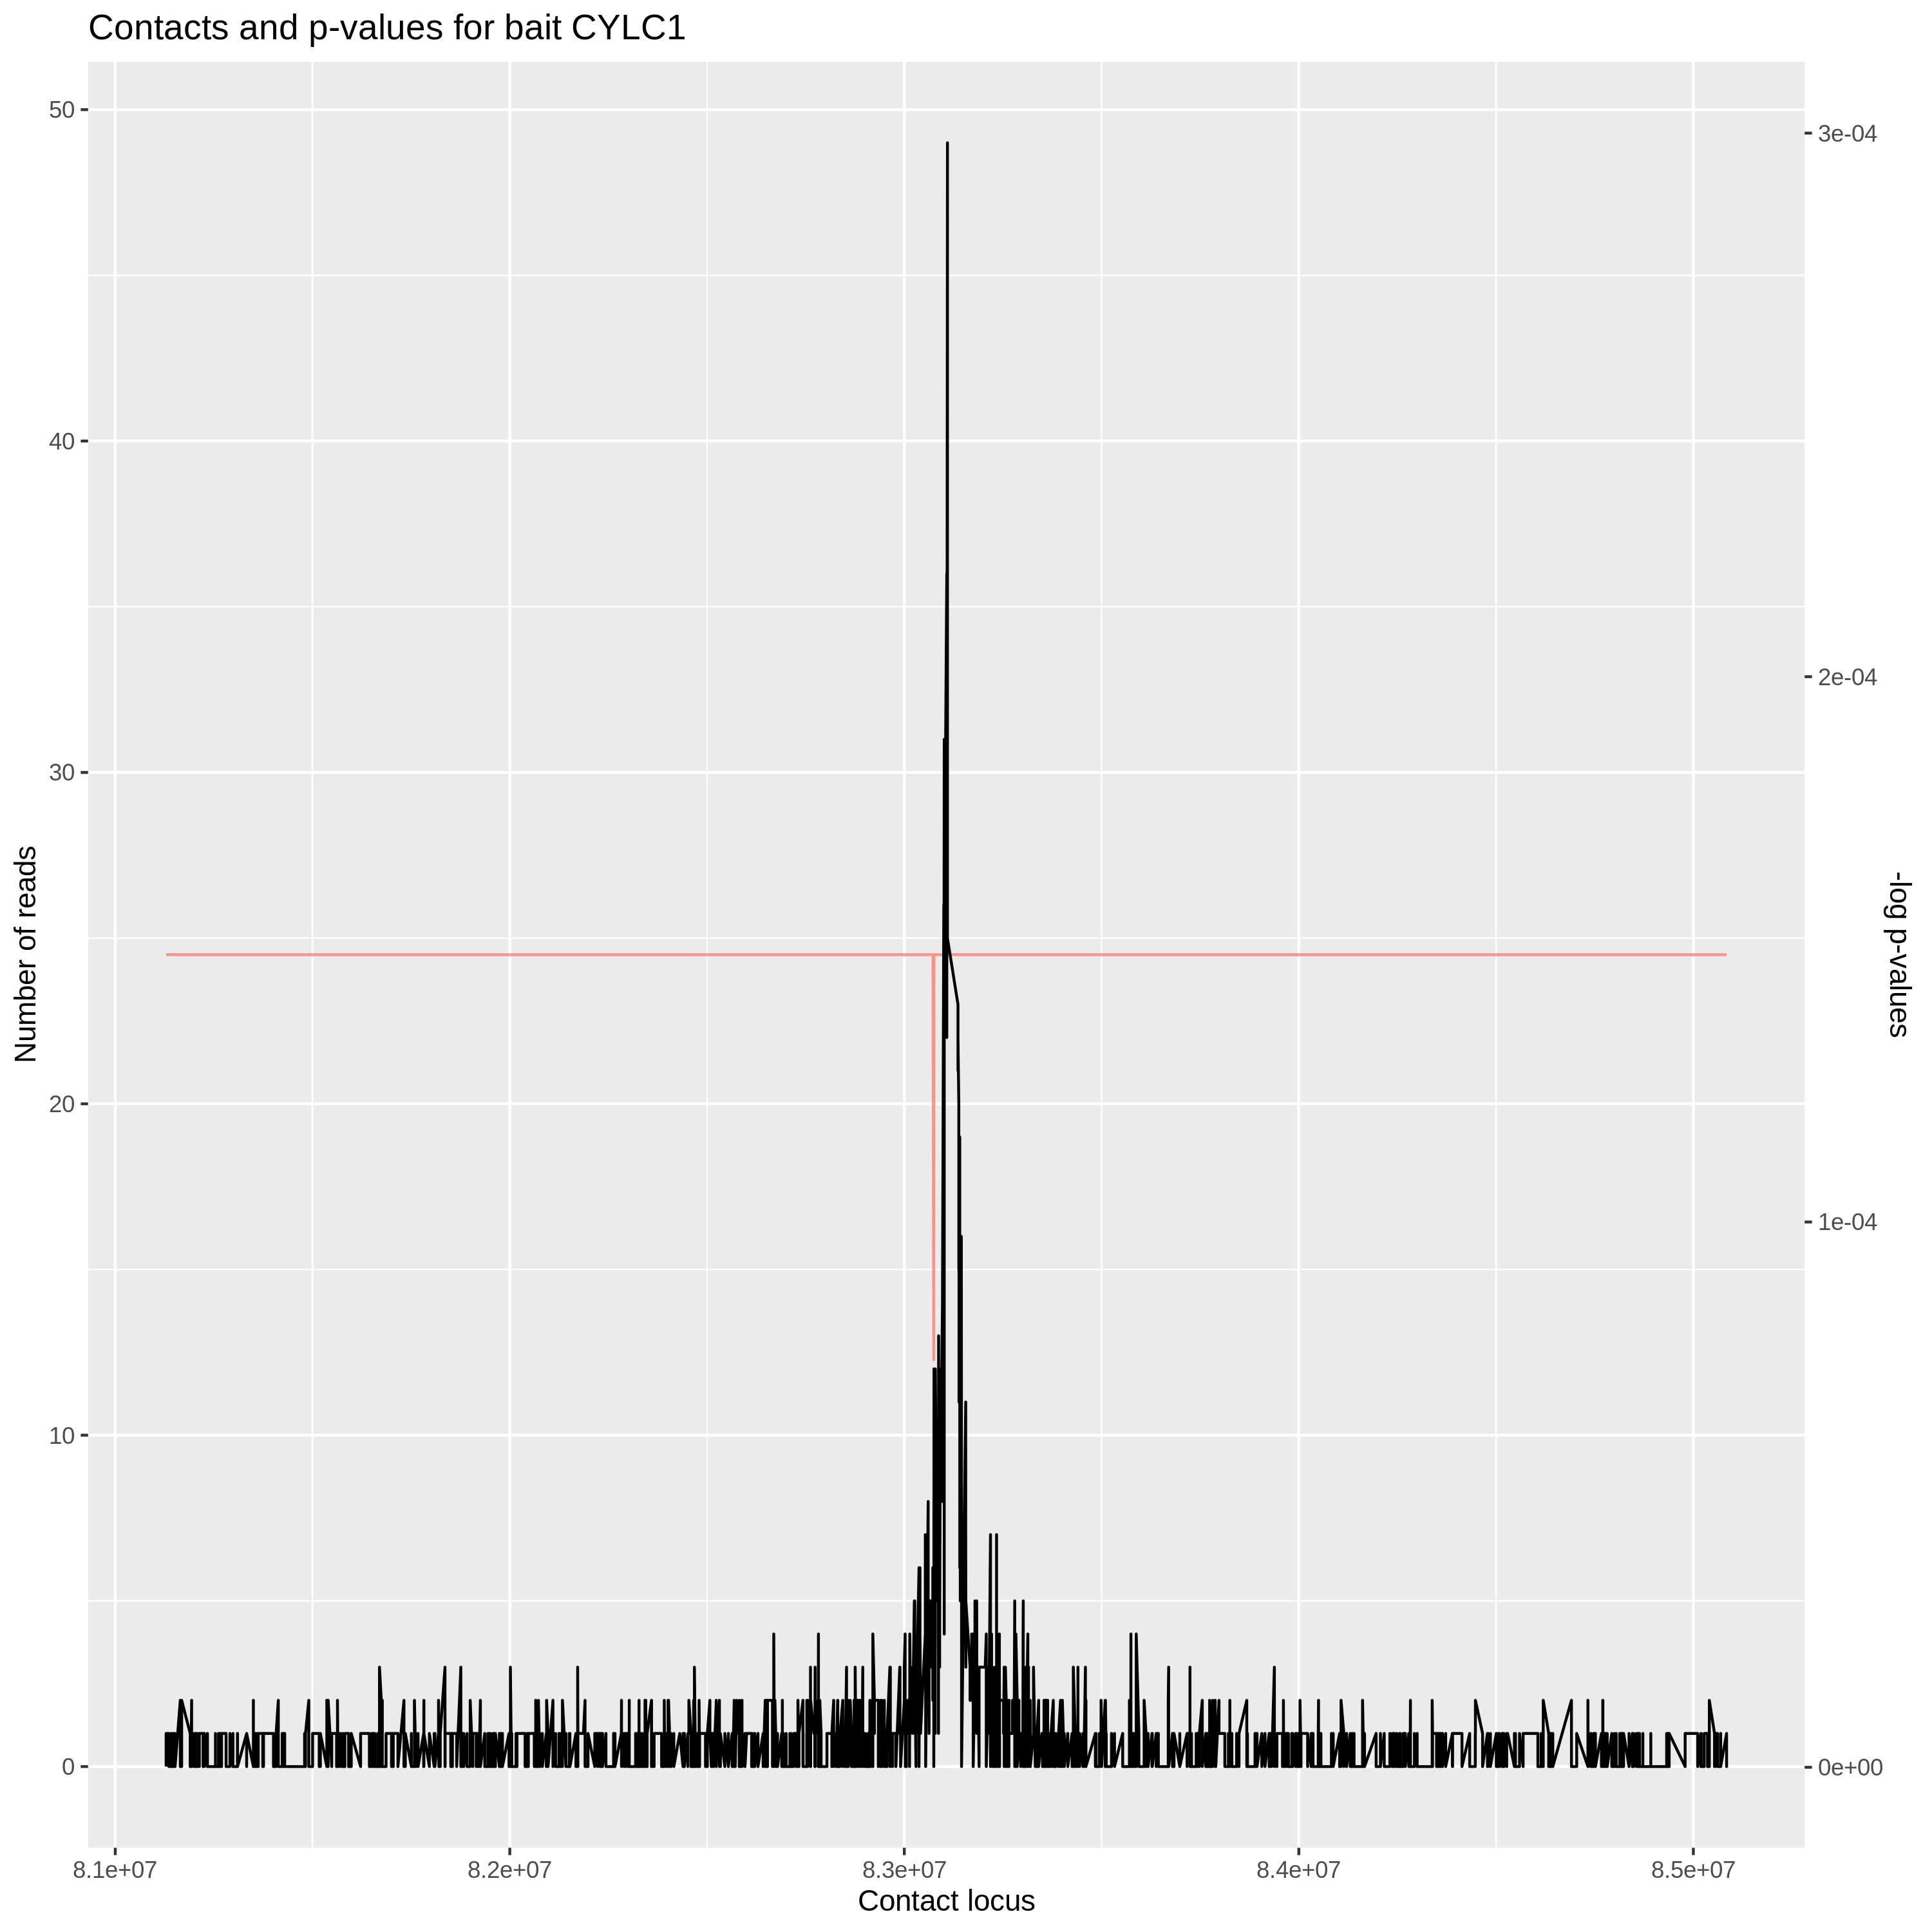 Contacts and p-values for bait CYLC1
50
40
30
20
10
0
Number of reads
3e-04
2e-04
1e-04
0e+00
-log p-values
8.1e+07
8.2e+07
8.3e+07
8.4e+07
8.5e+07
Contact locus